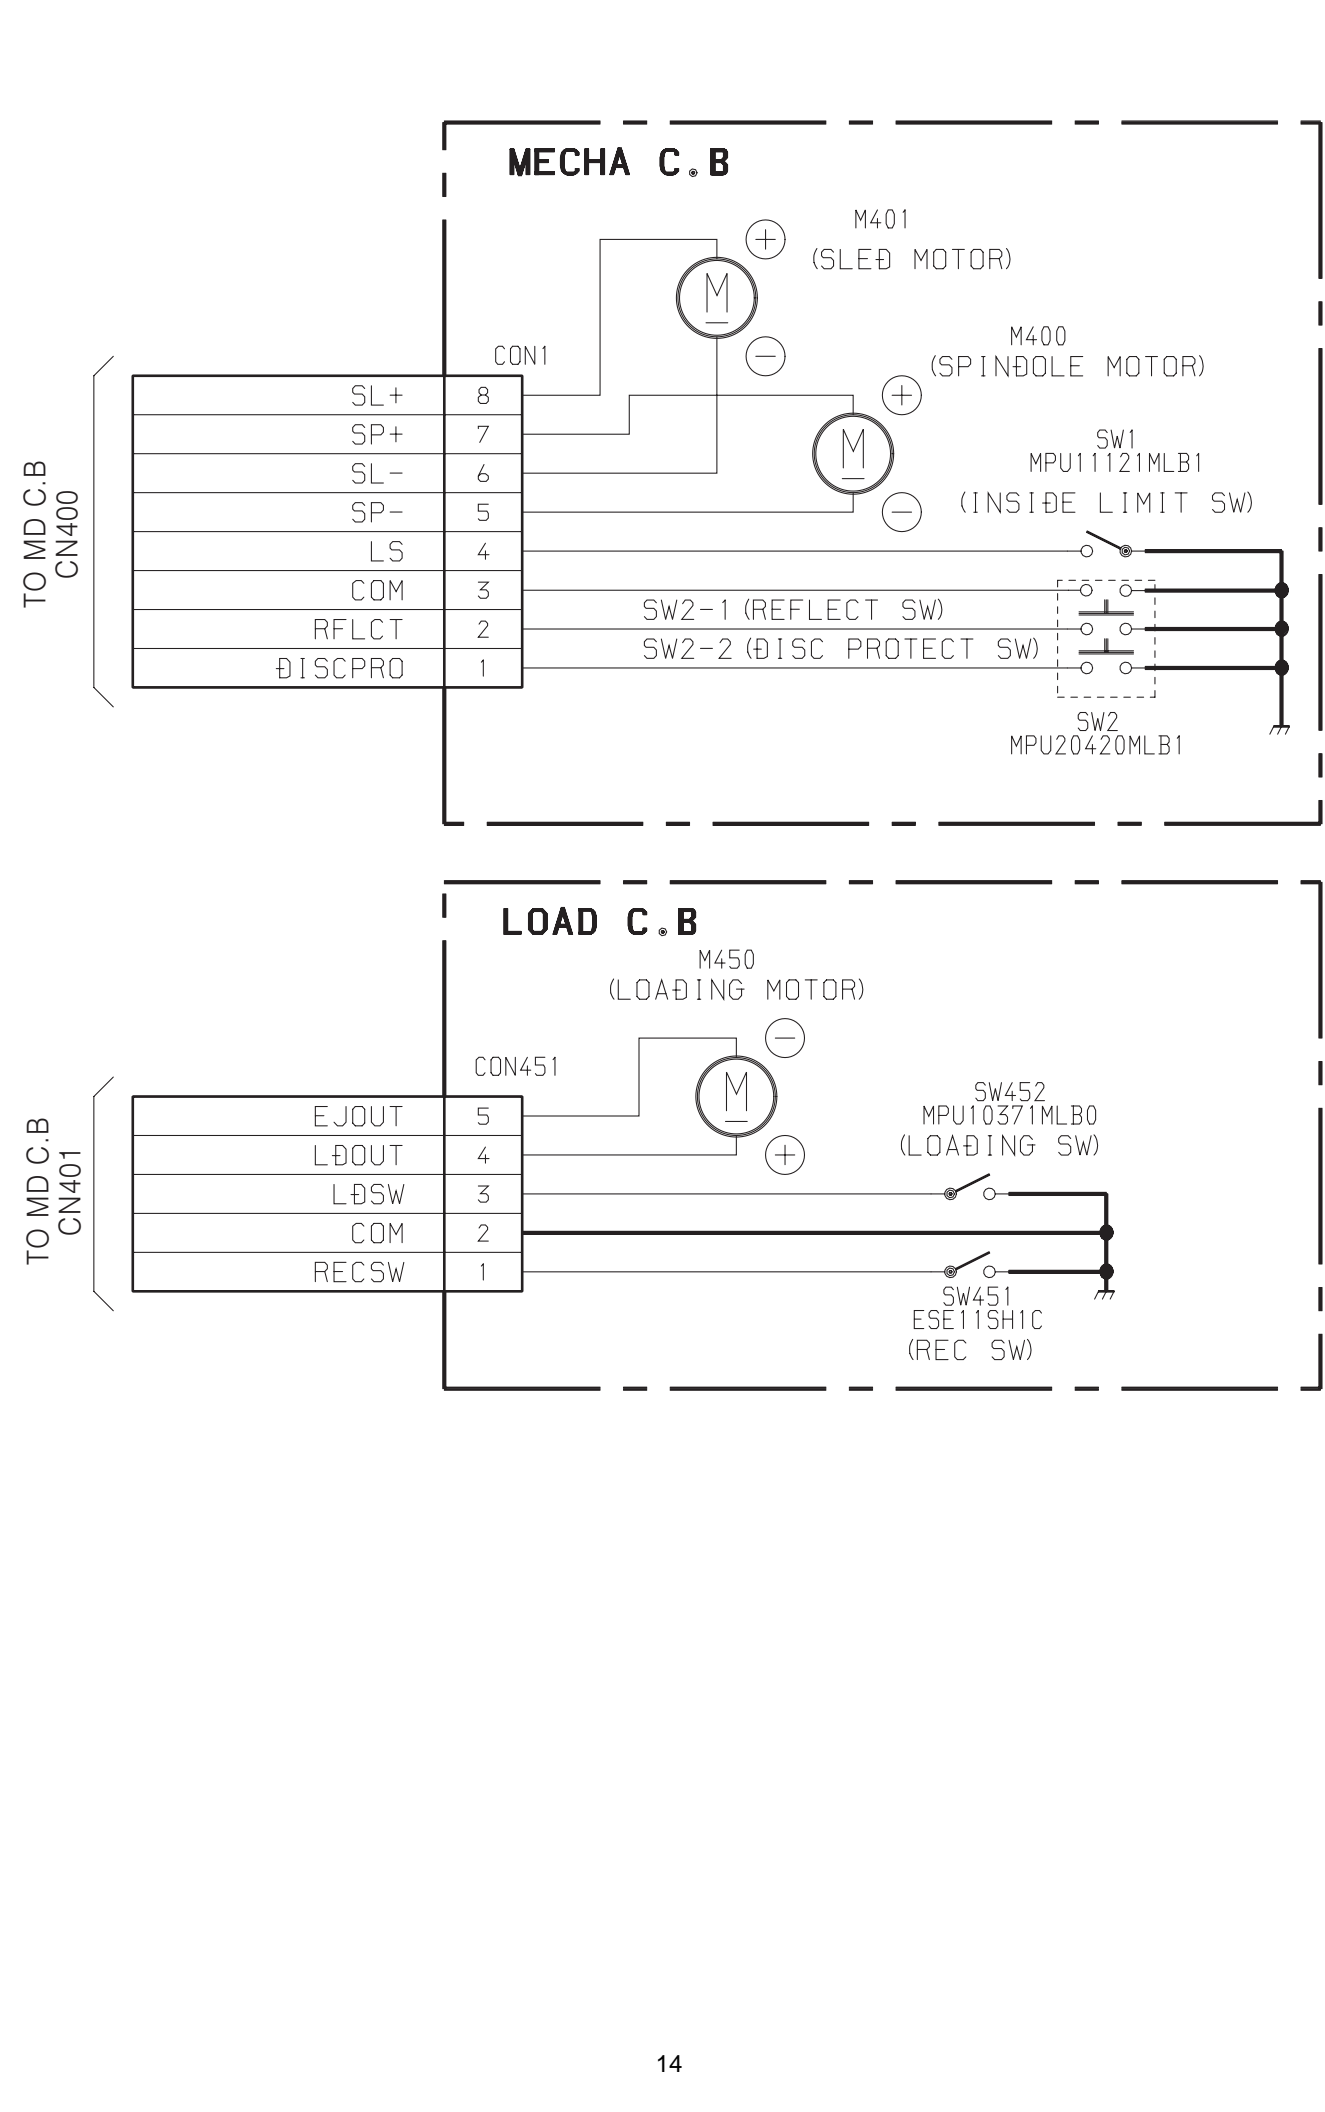 MECHA C.B
M401
(SLED MOTOR)
M400
(SPINDOLE MOTOR)
CON1
SL+ 8
SP+ 7
SL- 6
SP- 5
LS 4
COM 3
RFLCT 2
DISCPRO 1
TO MD C.B
CN400
M
M
+
-
+
-
SW1
MPU11121MLB1
(INSIDE LIMIT SW)
SW2-1 (REFLECT SW)
SW2-2 (DISC PROTECT SW)
SW2
MPU20420MLB1
LOAD C.B
M450
(LOADING MOTOR)
CON451
EJOUT 5
LDOUT 4
LDSW 3
COM 2
RECSW 1
TO MD C.B
CN401
-
M
+
SW452
MPU10371MLB0
(LOADING SW)
SW451
ESE11SH1C
(REC SW)
14